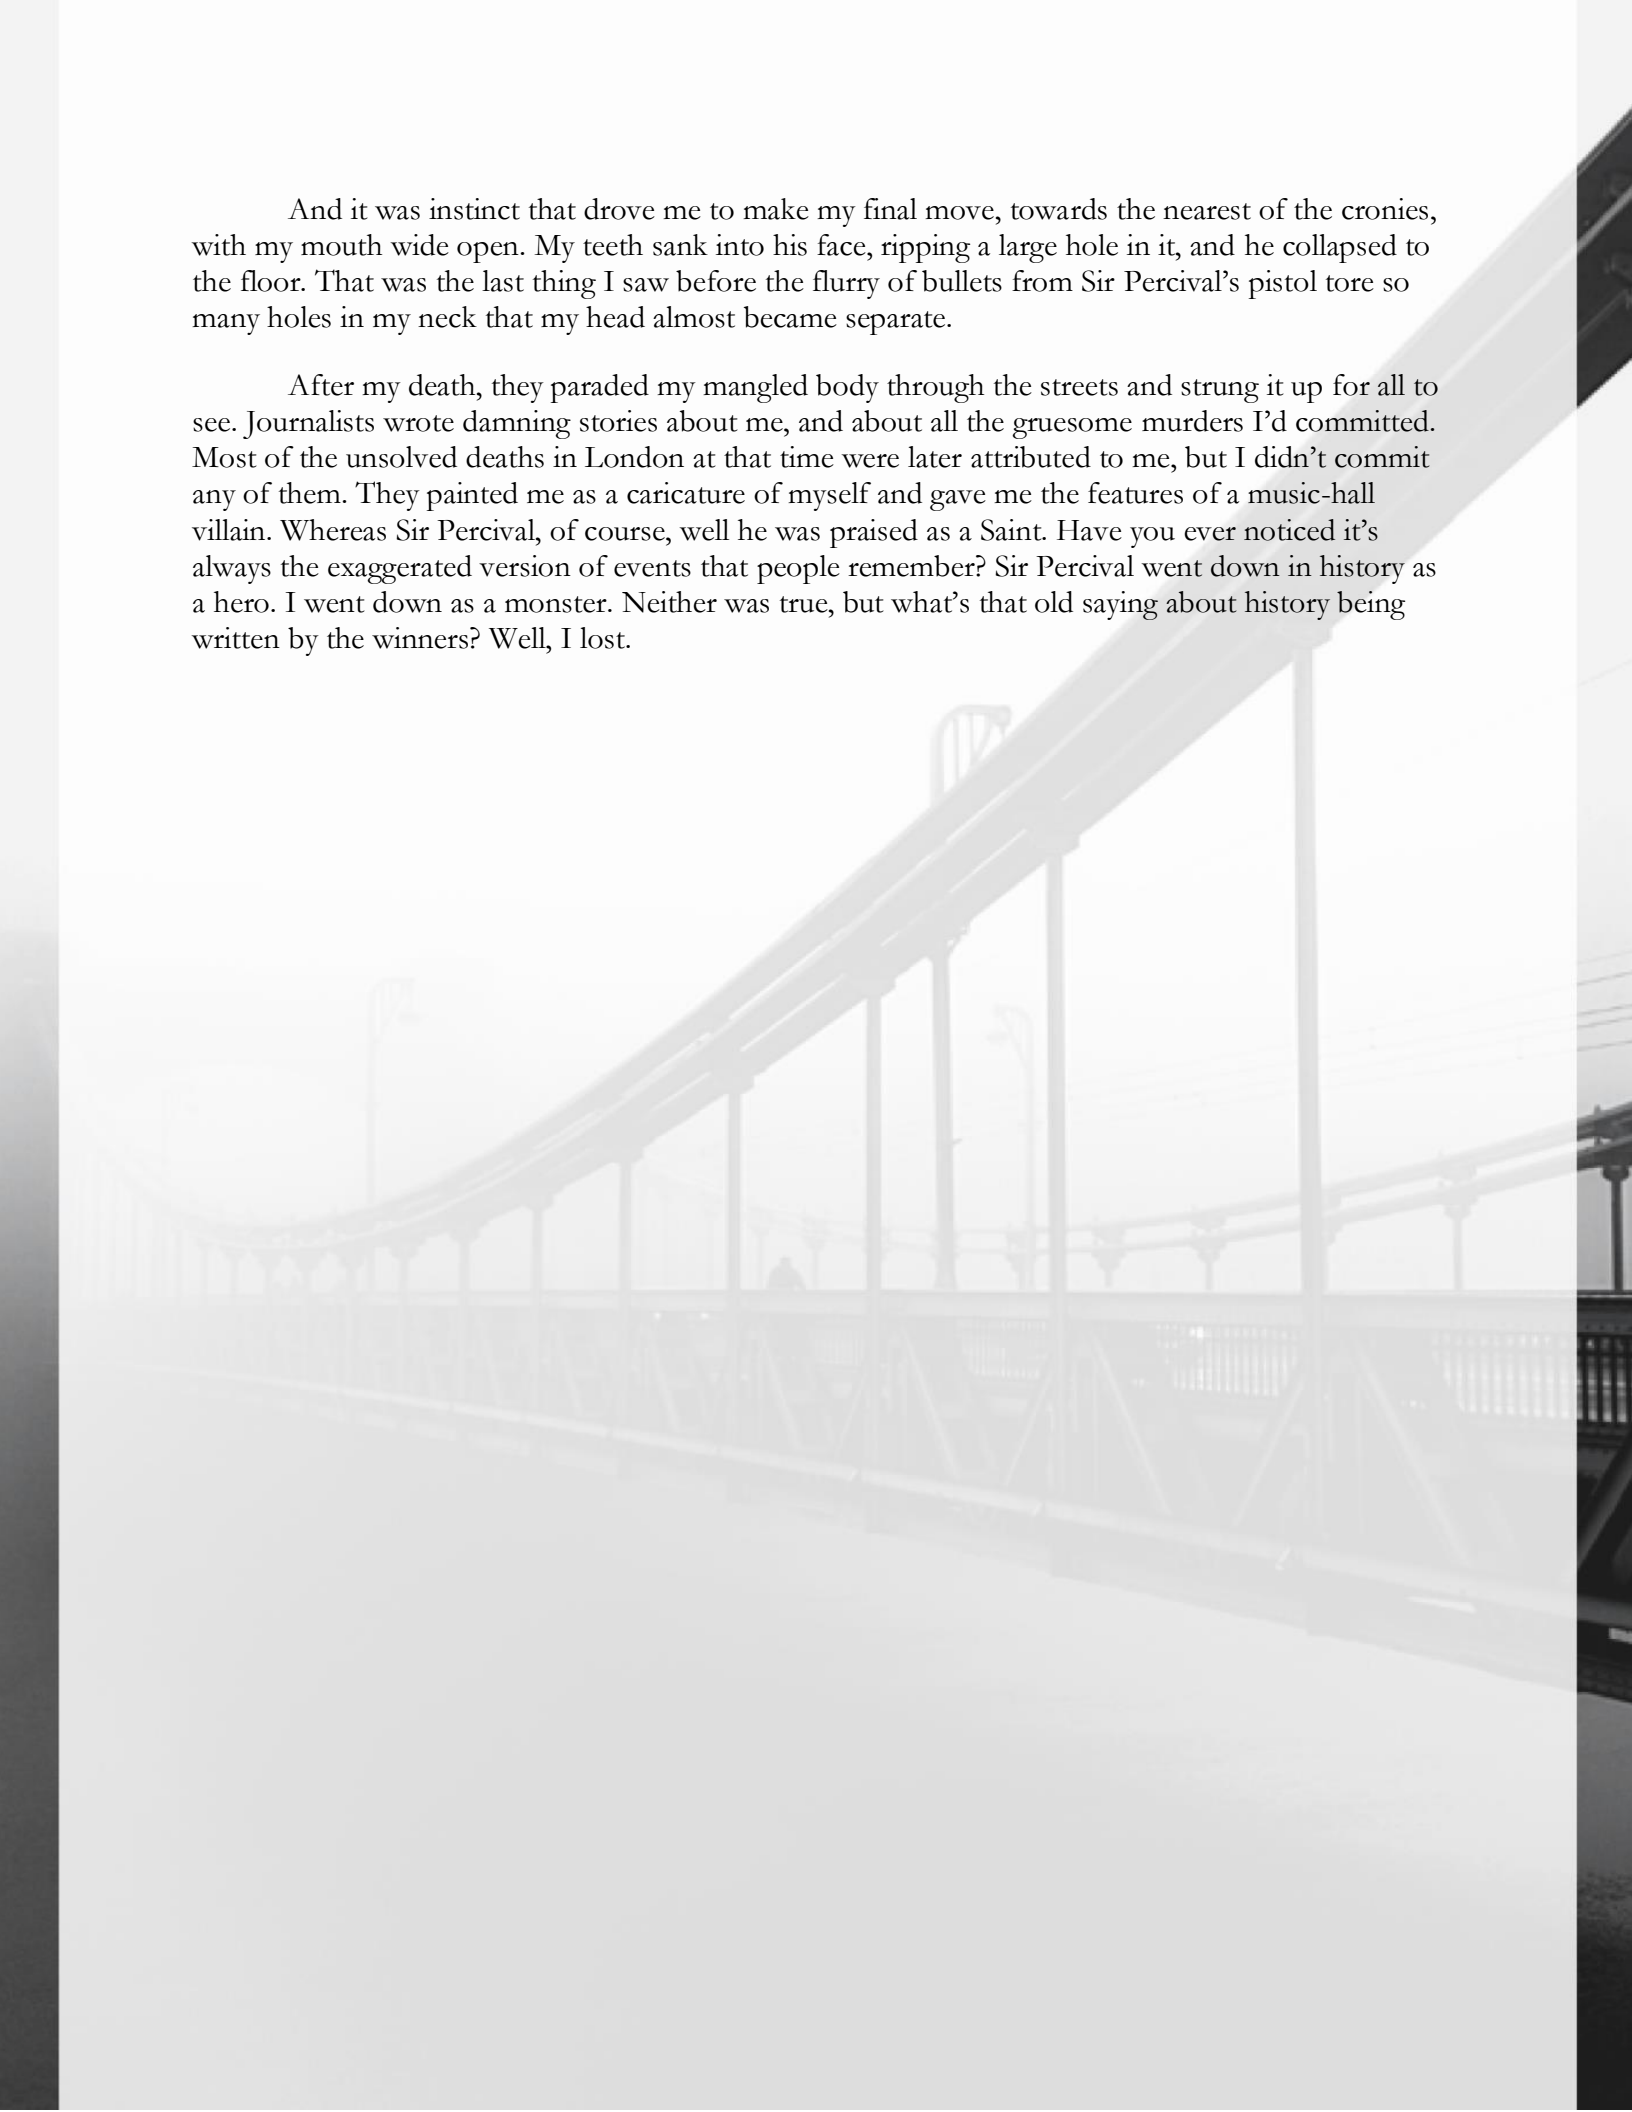 And it was instinct that drove me to make my final move, towards the nearest of the cronies,
with my mouth wide open. My teeth sank into his face, ripping a large hole in it, and he collapsed to
the floor. That was the last thing I saw before the flurry of bullets from Sir Percival’s pistol tore so
many holes in my neck that my head almost became separate.
After my death, they paraded my mangled body through the streets and strung it up for all to
see. Journalists wrote damning stories about me, and about all the gruesome murders I’d committed.
Most of the unsolved deaths in London at that time were later attributed to me, but I didn’t commit
any of them. They painted me as a caricature of myself and gave me the features of a music-hall
villain. Whereas Sir Percival, of course, well he was praised as a Saint. Have you ever noticed it’s
always the exaggerated version of events that people remember? Sir Percival went down in history as
a hero. I went down as a monster. Neither was true, but what’s that old saying about history being
written by the winners? Well, I lost.